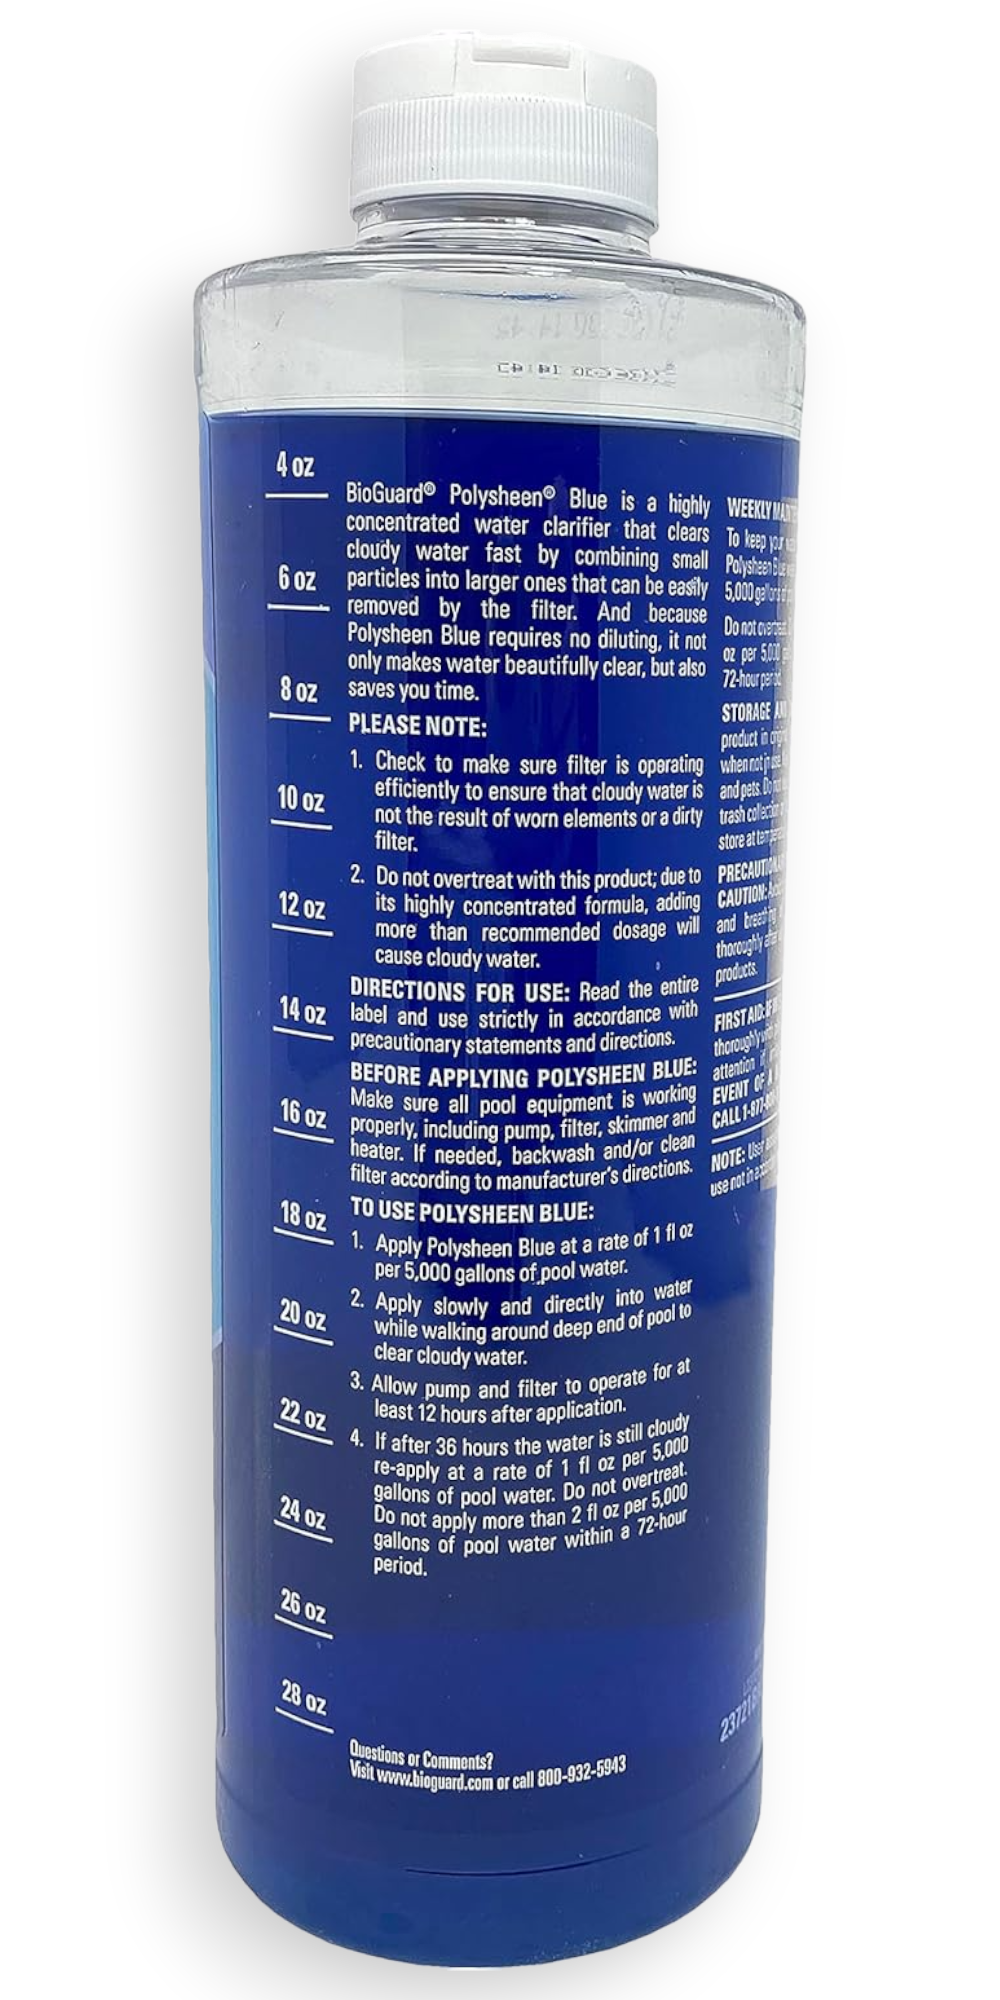 4 oz
6 oz
8 oz
10 oz
12 oz
14 oz
16 oz
18 oz
20 oz
22 oz
24 oz
26 oz
28 oz
BioGuard® Polysheen® Blue is a highly
concentrated water clarifier that clears
cloudy water fast by combining small
particles into larger ones that can be easily
removed by the filter. And because
Polysheen Blue requires no diluting, it not
only makes water beautifully clear, but also
saves you time.
PLEASE NOTE:
1. Check to make sure filter is operating
efficiently to ensure that cloudy water is
not the result of worn elements or a dirty
filter.
2. Do not overtreat with this product; due to
its highly concentrated formula, adding
more than recommended dosage will
cause cloudy water.
DIRECTIONS FOR USE: Read the entire
label and use strictly in accordance with
precautionary statements and directions.
BEFORE APPLYING POLYSHEEN BLUE:
Make sure all pool equipment is working
properly, including pump, filter, skimmer and
heater. If needed, backwash and/or clean
filter according to manufacturer's directions.
TO USE POLYSHEEN BLUE:
1. Apply Polysheen Blue at a rate of 1 fl oz
per 5,000 gallons of pool water.
2. Apply slowly and directly into water
while walking around deep end of pool to
clear cloudy water.
3. Allow pump and filter to operate for at
least 12 hours after application.
4. If after 36 hours the water is still cloudy
re-apply at a rate of 1 fl oz per 5,000
gallons of pool water. Do not overtreat.
Do not apply more than 2 fl oz per 5,000
gallons of pool water within a 72-hour
period.
Questions or Comments?
Visit www.bioguard.com or call 800-932-5943
WEEKLY
To keep your
Polysheen Blue
5,000
Do not
oz per 5,000
72-hour period
STORAGE AND
product in
when not in use.
and pets. Do not
trash collection
store at
PRECAUTIONARY
CAUTION:
and breathing
thoroughly after
products.
FIRST AID: IF
thoroughly
attention if
EVENT OF A
CALL 1-877-
NOTE: User
use not in